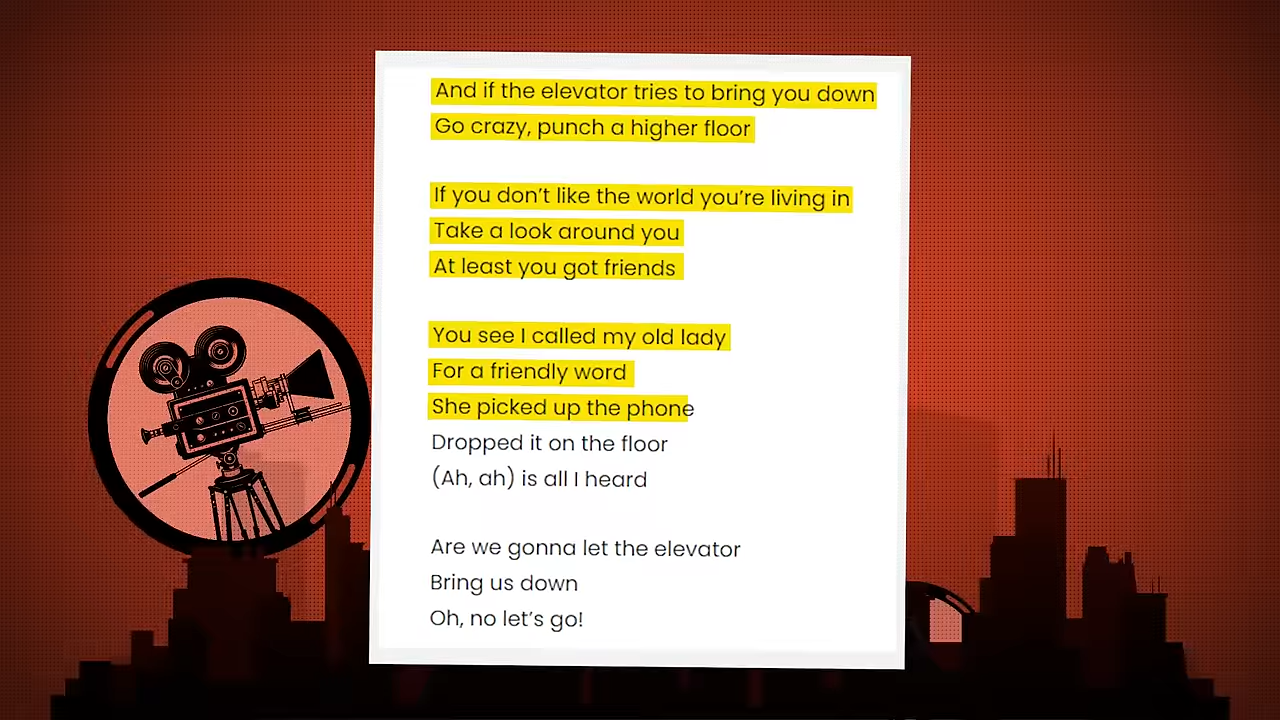 And if the elevator tries to bring you down
Go crazy, punch a higher floor
If you don’t like the world you’re living in
Take a look around you
At least you got friends
You see I called my old lady
For a friendly word
She picked up the phone
Dropped it on the floor
(Ah, ah) is all I heard
Are we gonna let the elevator
Bring us down
Oh, no let’s go!